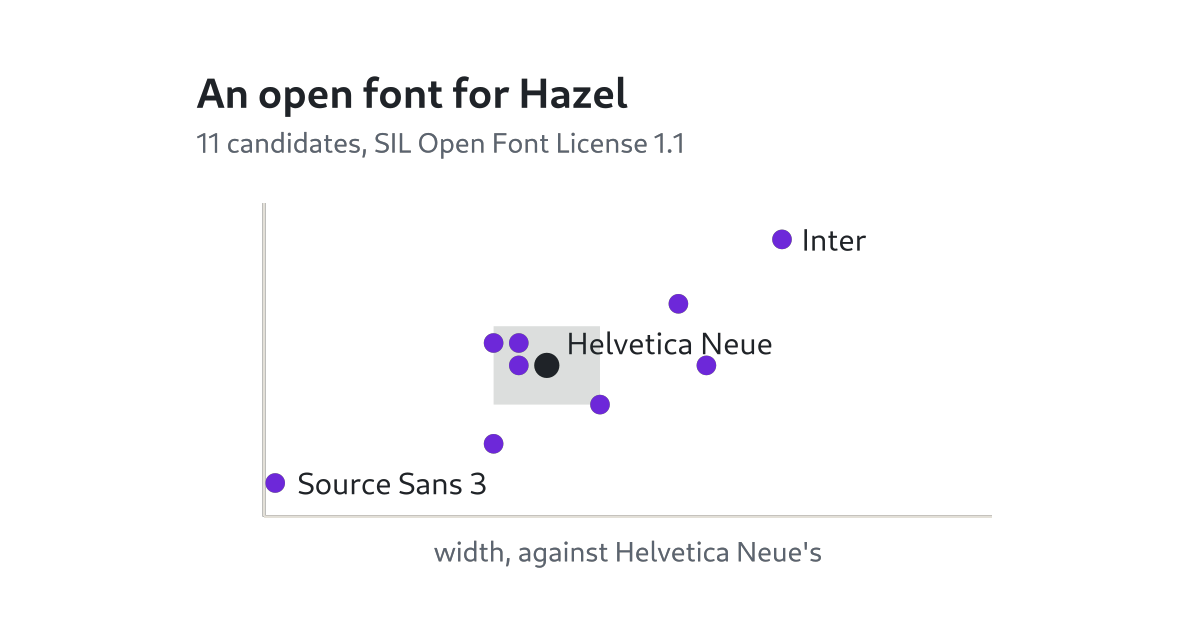 An open font for Hazel
11 candidates, SIL Open Font License 1.1
Inter
Helvetica Neue
Source Sans 3
width, against Helvetica Neue's